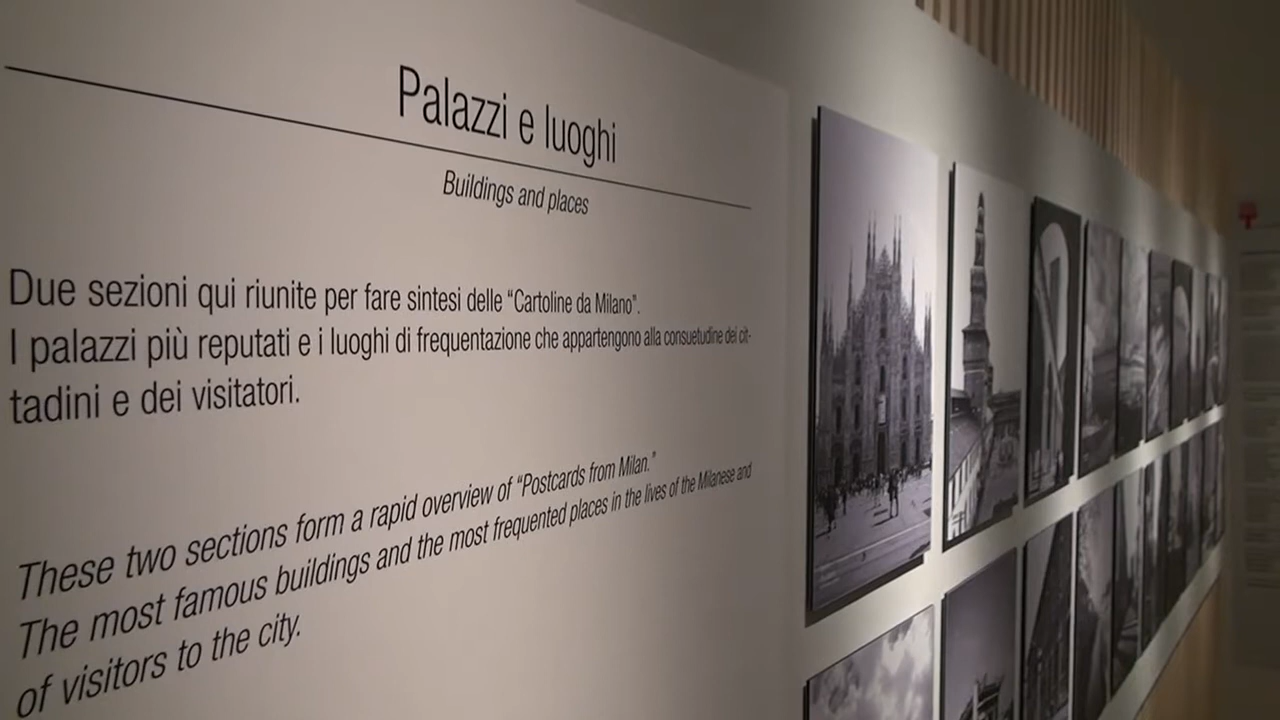 Palazzi e luoghi
Buildings and places
Due sezioni qui riunite per fare sintesi delle “Cartoline da Milano”.
I palazzi più reputati e i luoghi di frequentazione che appartengono alla consuetudine dei cit-
tadini e dei visitatori.
These two sections form a rapid overview of “Postcards from Milan.”
The most famous buildings and the most frequented places in the lives of the Milanese and
of visitors to the city.